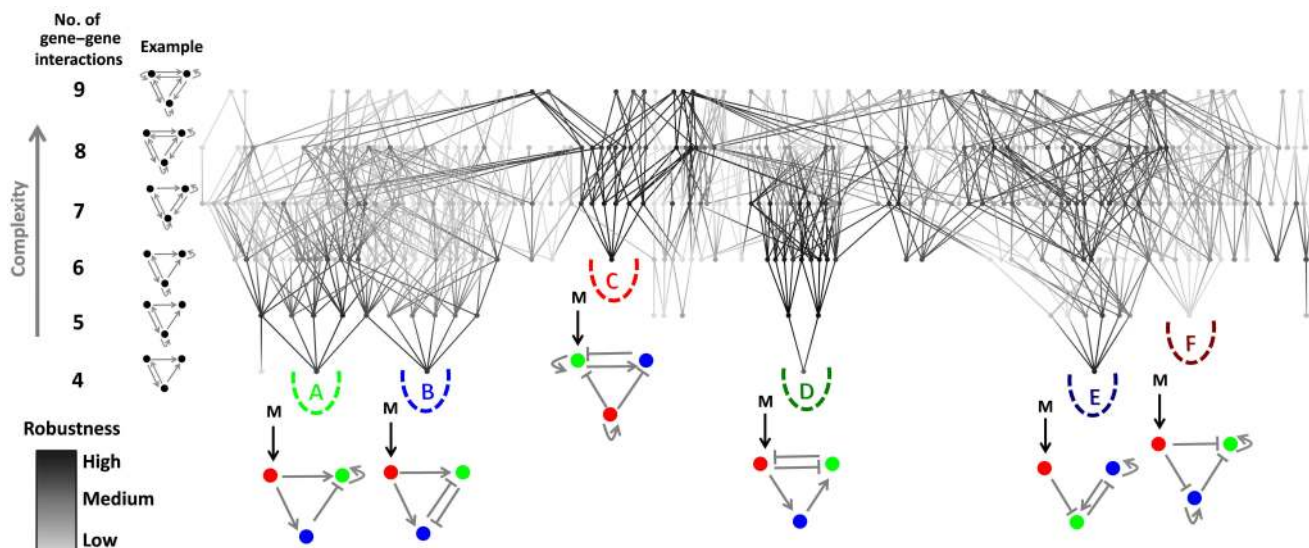 No. of
gene–gene
interactions
Example
9
8
7
6
5
4
Complexity
Robustness
High
Medium
Low
A
B
C
D
E
F
M
M
M
M
M
M